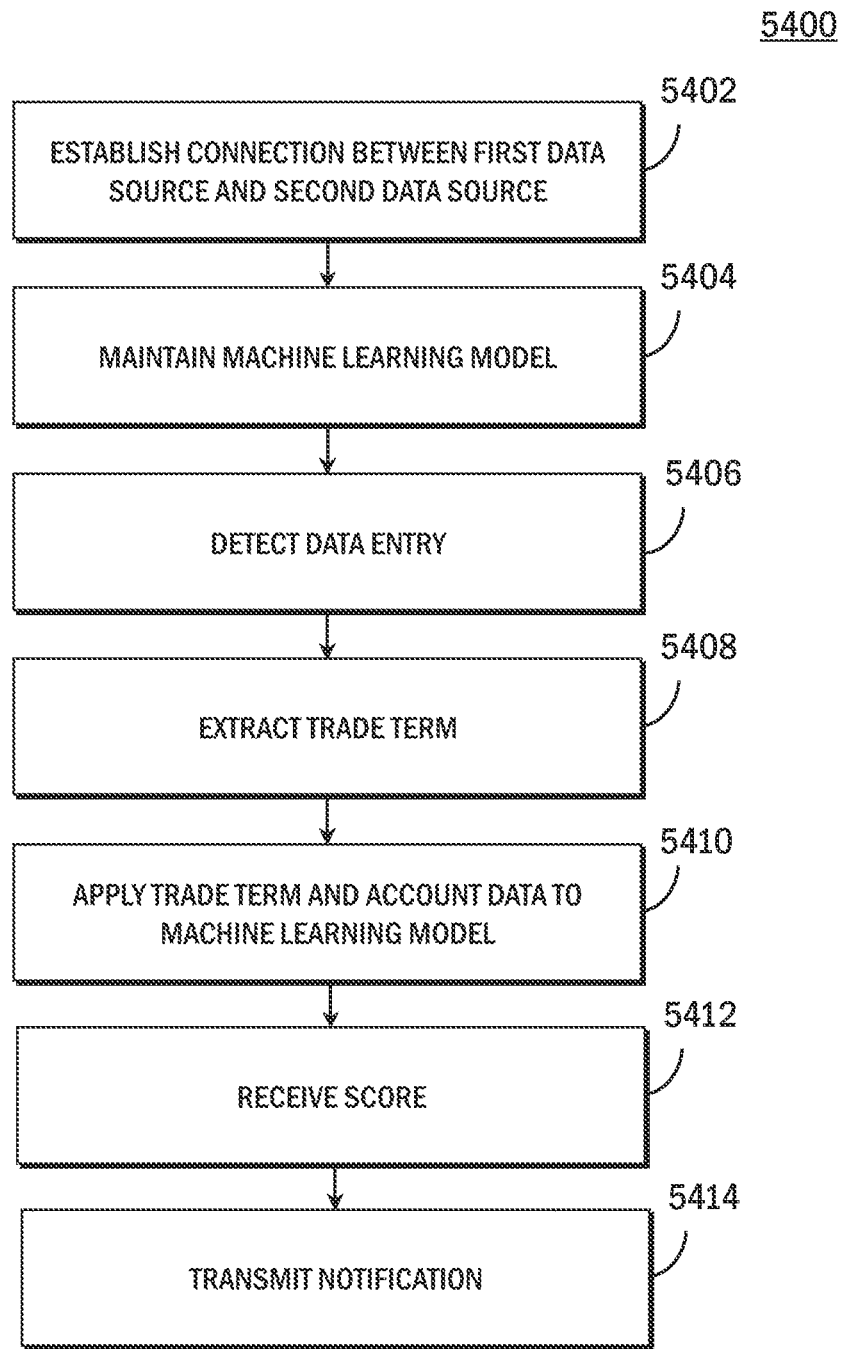 5400
5402
ESTABLISH CONNECTION BETWEEN FIRST DATA
SOURCE AND SECOND DATA SOURCE
5404
MAINTAIN MACHINE LEARNING MODEL
5406
DETECT DATA ENTRY
5408
EXTRACT TRADE TERM
5410
APPLY TRADE TERM AND ACCOUNT DATA TO
MACHINE LEARNING MODEL
5412
RECEIVE SCORE
5414
TRANSMIT NOTIFICATION